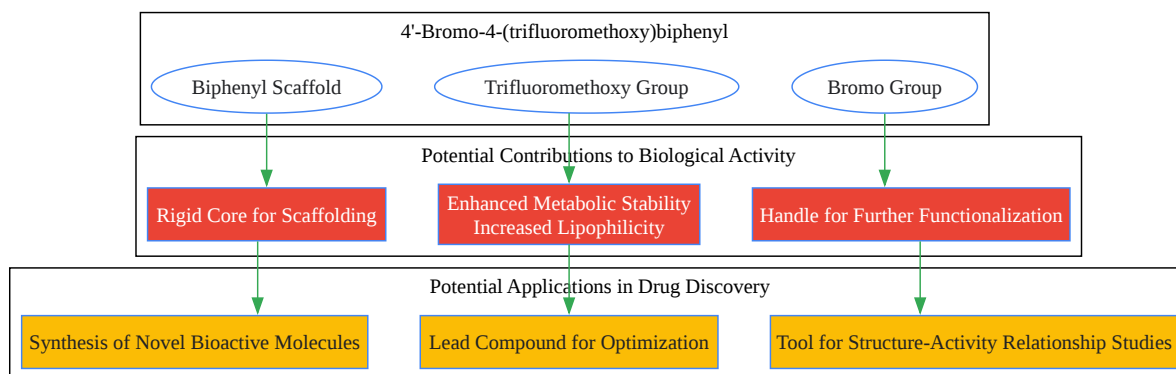 4'-Bromo-4-(trifluoromethoxy)biphenyl
Biphenyl Scaffold
Trifluoromethoxy Group
Bromo Group
Potential Contributions to Biological Activity
Rigid Core for Scaffolding
Enhanced Metabolic Stability
Increased Lipophilicity
Handle for Further Functionalization
Potential Applications in Drug Discovery
Synthesis of Novel Bioactive Molecules
Lead Compound for Optimization
Tool for Structure-Activity Relationship Studies